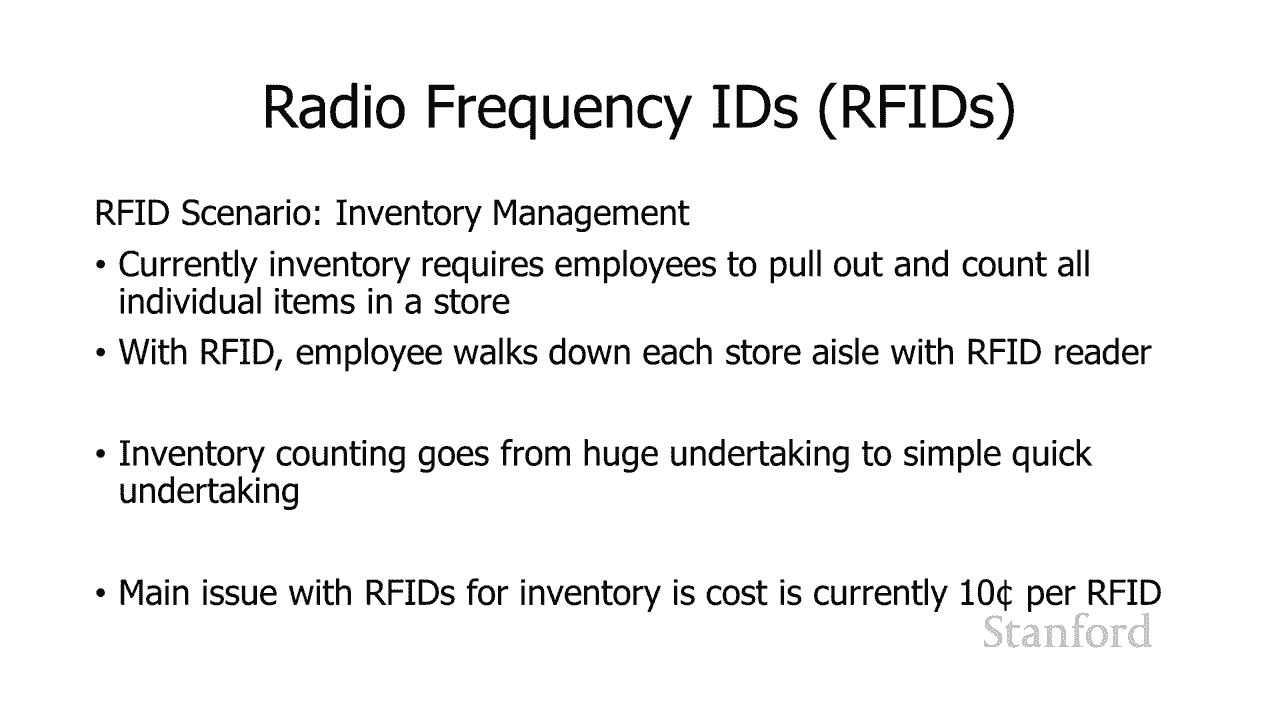 Radio Frequency IDs (RFIDs)
RFID Scenario: Inventory Management
• Currently inventory requires employees to pull out and count all
individual items in a store
• With RFID, employee walks down each store aisle with RFID reader
• Inventory counting goes from huge undertaking to simple quick
undertaking
• Main issue with RFIDs for inventory is cost is currently 10¢ per RFID
Stanford